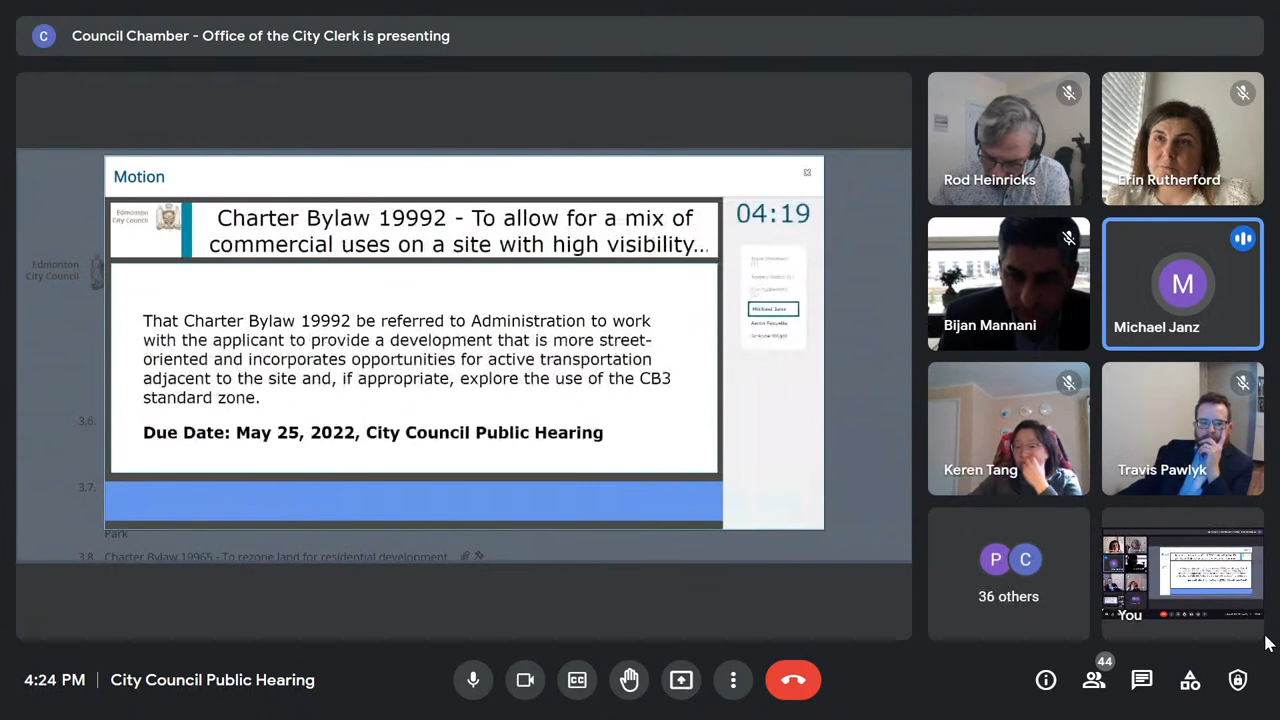 C
Council Chamber - Office of the City Clerk is presenting
Motion
Edmonton
City Council
Charter Bylaw 19992 - To allow for a mix of
commercial uses on a site with high visibility...
04:19
Edmonton
City Council
That Charter Bylaw 19992 be referred to Administration to work
with the applicant to provide a development that is more street-
oriented and incorporates opportunities for active transportation
adjacent to the site and, if appropriate, explore the use of the CB3
standard zone.
Due Date: May 25, 2022, City Council Public Hearing
Michael Janz
3.6.
3.7.
Park
3.8. Charter Bylaw 19965 - To rezone land for residential development
Rod Heinricks
Erin Rutherford
Bijan Mannani
M
Michael Janz
Keren Tang
Travis Pawlyk
P
C
36 others
You
4:24 PM
City Council Public Hearing
CC
44